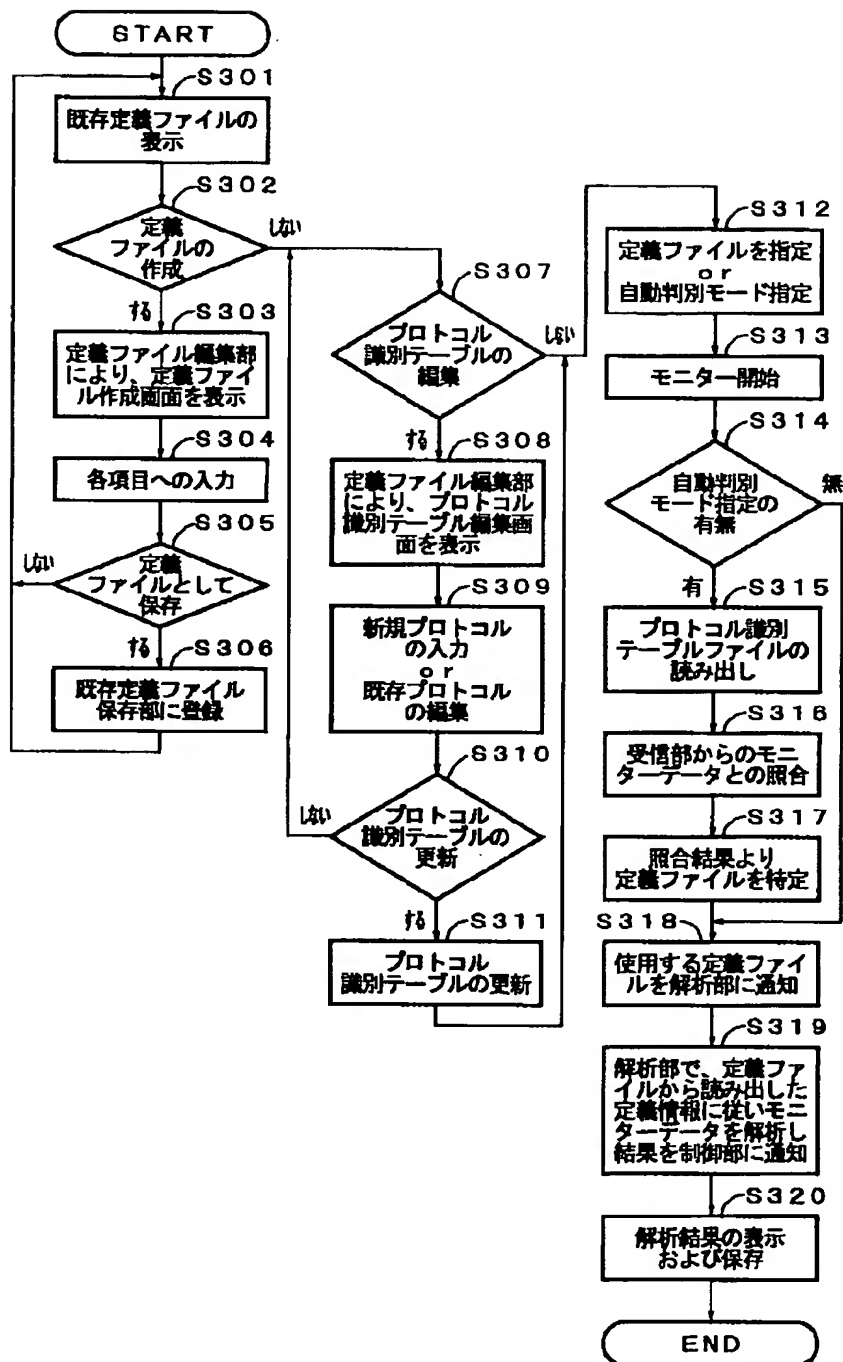 START
S301
既存定義ファイルの
表示
S302
定義
ファイルの
作成
しない
する
S303
定義ファイル編集部
により、定義ファイ
ル作成画面を表示
S304
各項目への入力
S305
定義
ファイルとして
保存
しない
する
S306
既存定義ファイル
保存部に登録
S307
プロトコル
識別テーブルの
編集
しない
する
S308
定義ファイル編集部
により、プロトコル
識別テーブル編集画
面を表示
S309
新規プロトコル
の入力
or
既存プロトコル
の編集
S310
プロトコル
識別テーブルの
更新
しない
する
S311
プロトコル
識別テーブルの更新
S312
定義ファイルを指定
or
自動判別モード指定
S313
モニター開始
S314
自動判別
モード指定の
有無
無
有
S315
プロトコル識別
テーブルファイルの
読み出し
S316
受信部からのモニ
ターデータとの照合
S317
照合結果より
定義ファイルを特定
S318
使用する定義ファイ
ルを解析部に通知
S319
解析部で、定義ファ
イルから読み出した
定義情報に従いモニ
ターデータを解析し
結果を制御部に通知
S320
解析結果の表示
および保存
END